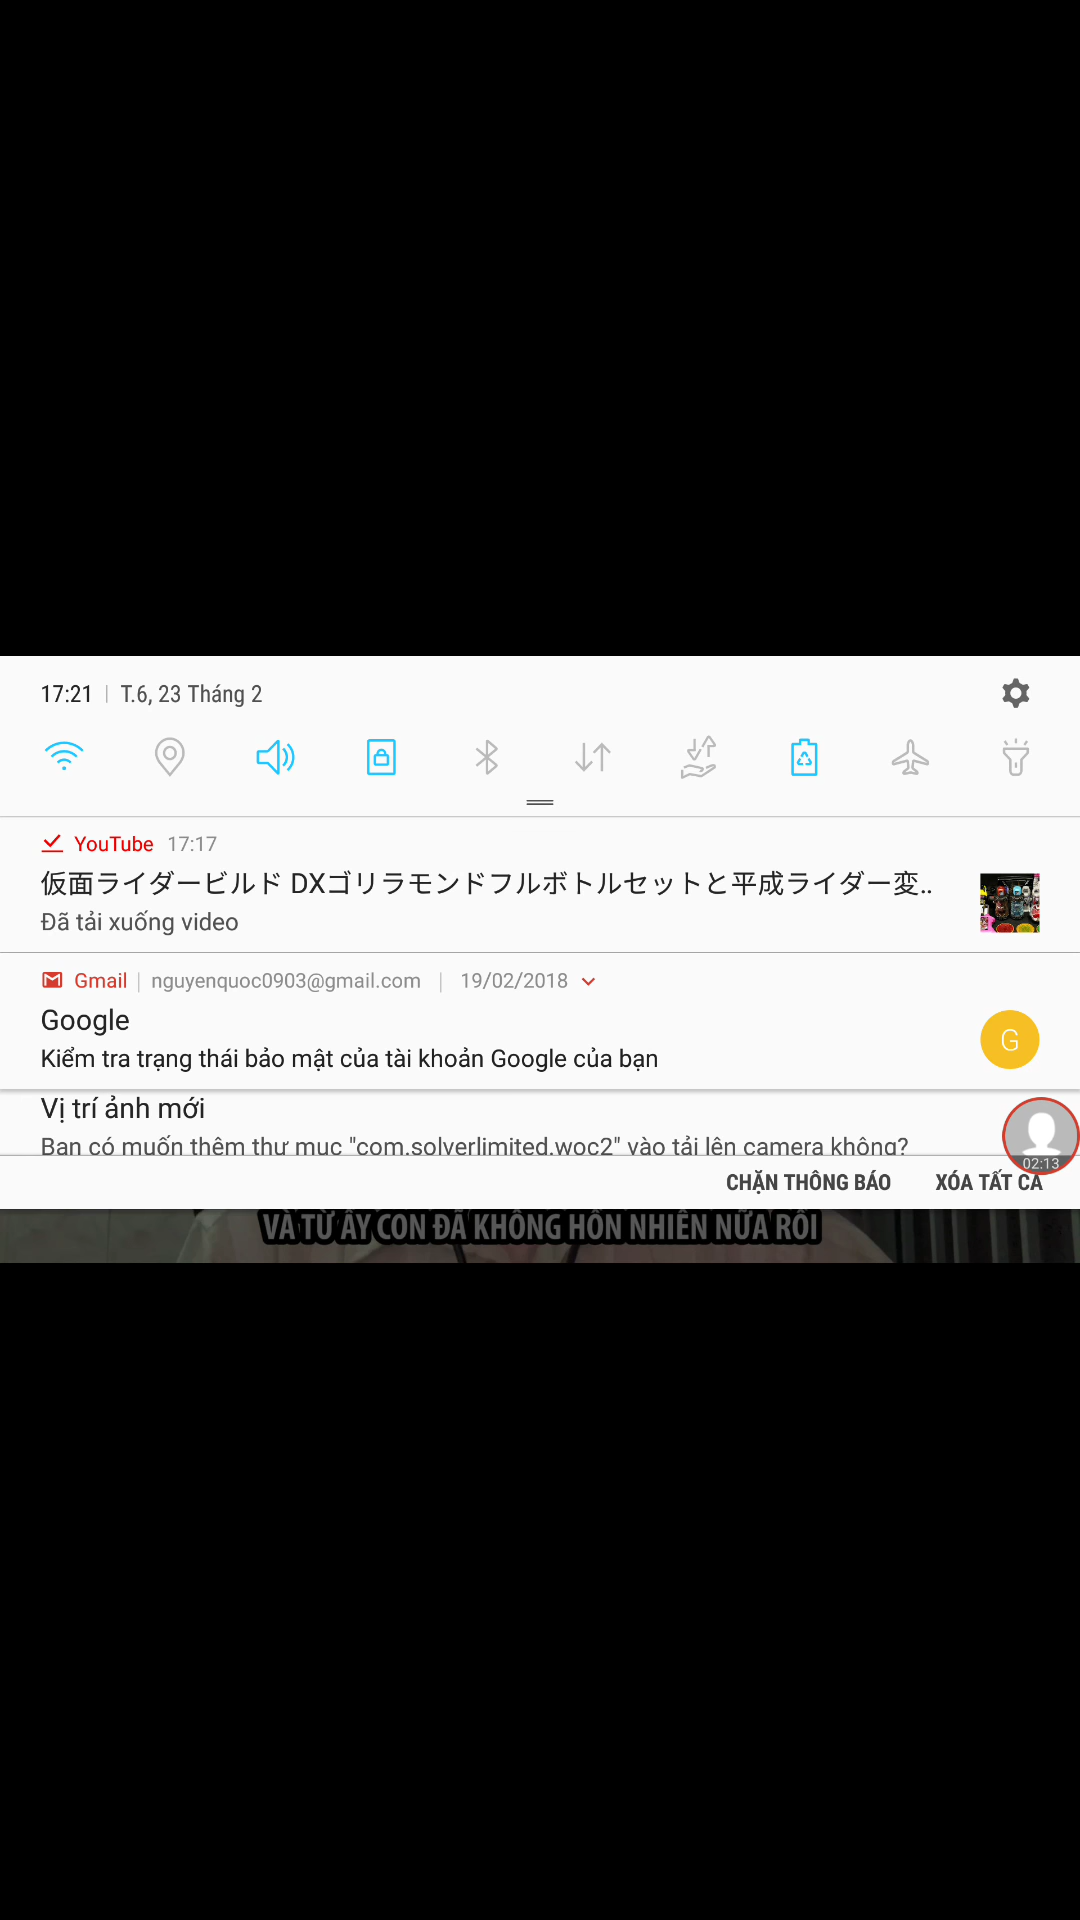 17:21 | T.6, 23 Tháng 2
YouTube 17:17
仮面ライダービルド DXゴリラモンドフルボトルセットと平成ライダー変..
Đã tải xuống video
Gmail | nguyenquoc0903@gmail.com | 19/02/2018
Google
Kiểm tra trạng thái bảo mật của tài khoản Google của bạn
G
Vị trí ảnh mới
Bạn có muốn thêm thư mục "com.solverlimited.woc2" vào tải lên camera không?
02:13
CHẶN THÔNG BÁO XÓA TẤT CẢ
VÀ TỪ ẤY CON ĐÃ KHÔNG HỒN NHIÊN NỮA RỒI